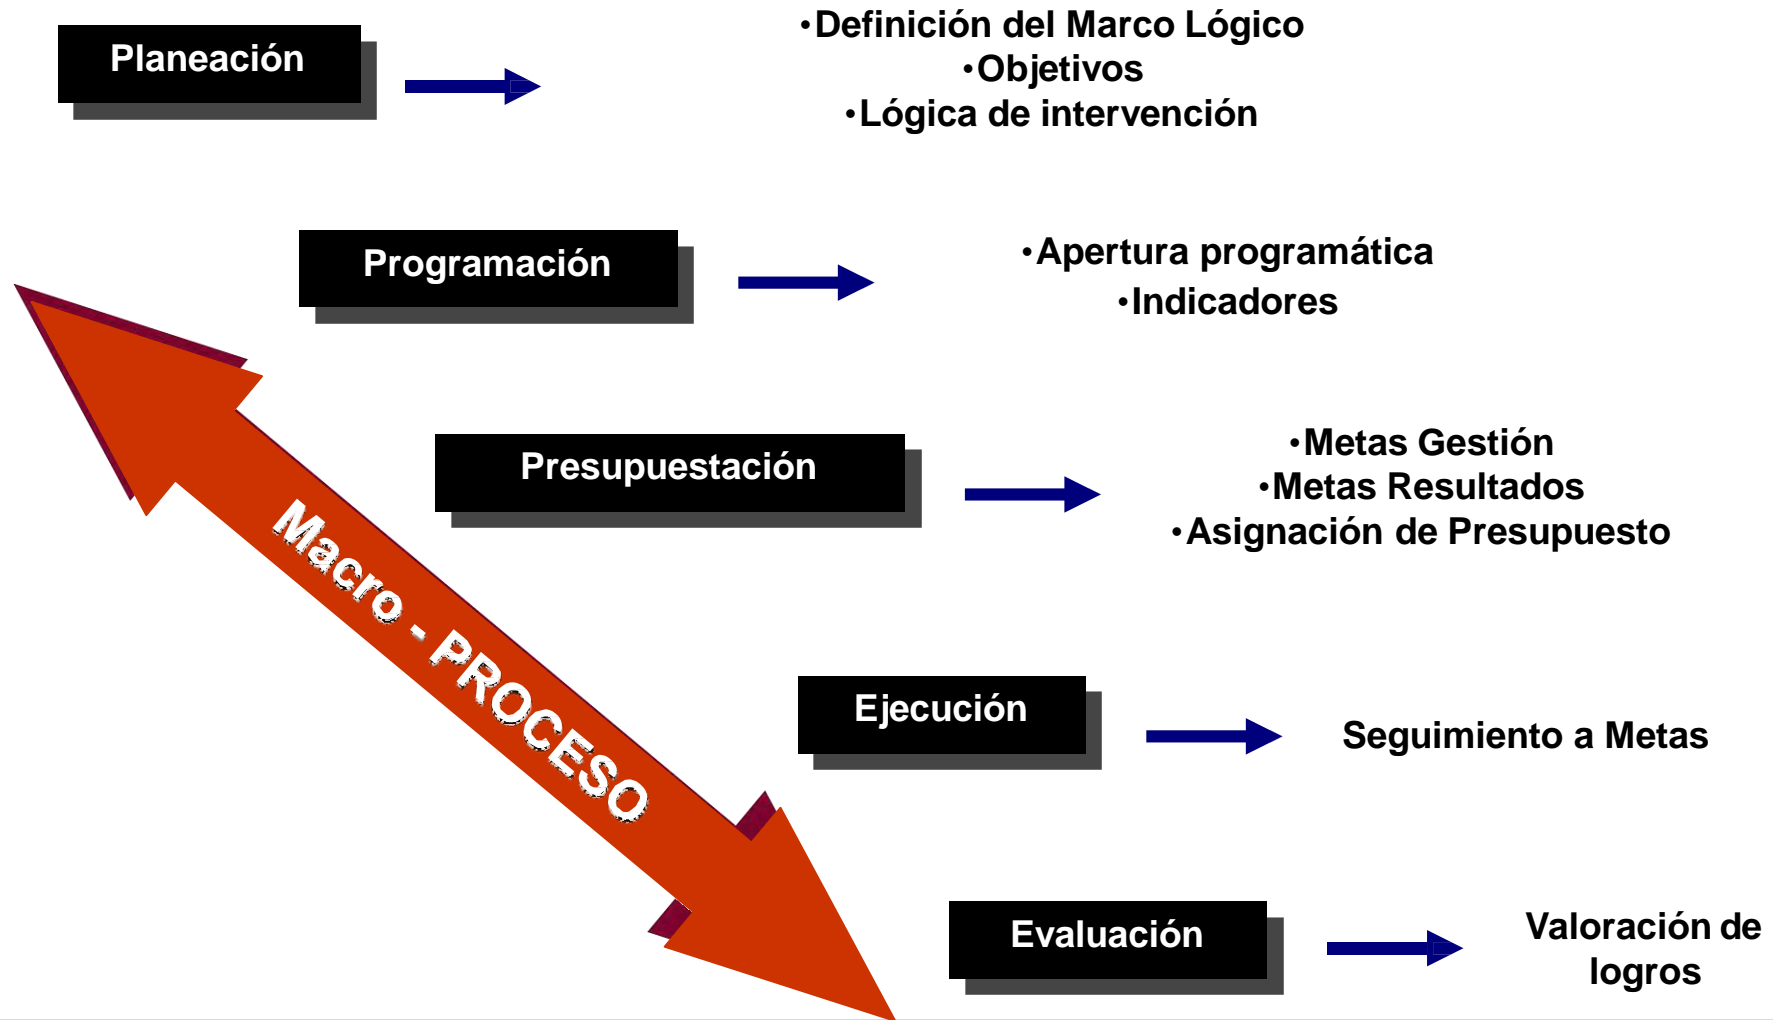 Planeación
•Definición del Marco Lógico
•Objetivos
•Lógica de intervención
Programación
•Apertura programática
•Indicadores
Presupuestación
•Metas Gestión
•Metas Resultados
•Asignación de Presupuesto
Macro - PROCESO
Ejecución
Seguimiento a Metas
Evaluación
Valoración de
logros